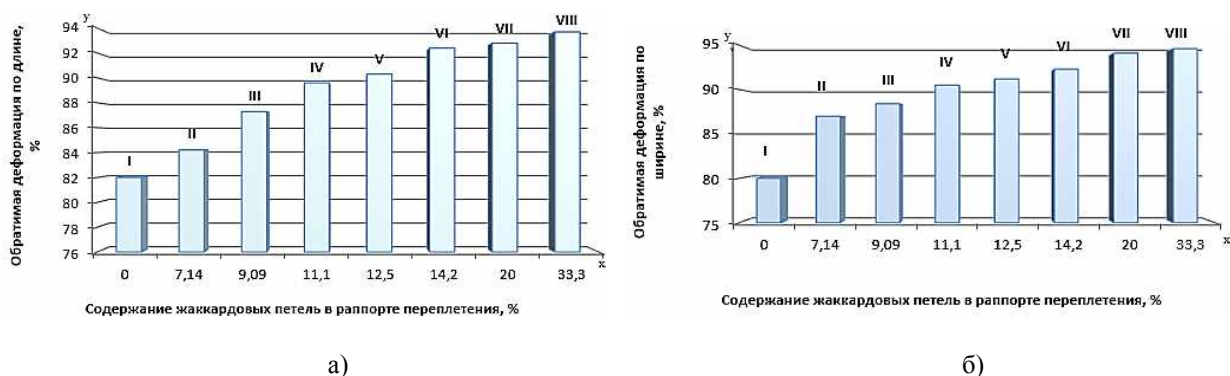 Обратимая деформация по длине, %
y
94
92
90
88
86
84
82
80
78
76
I
II
III
IV
V
VI
VII
VIII
0 7,14 9,09 11,1 12,5 14,2 20 33,3
x
Содержание жаккардовых петель в раппорте переплетения, %
а)
Обратимая деформация по
ширине, %
y
95
90
85
80
75
I
II
III
IV
V
VI
VII
VIII
0 7,14 9,09 11,1 12,5 14,2 20 33,3
x
Содержание жаккардовых петель в раппорте переплетения, %
б)